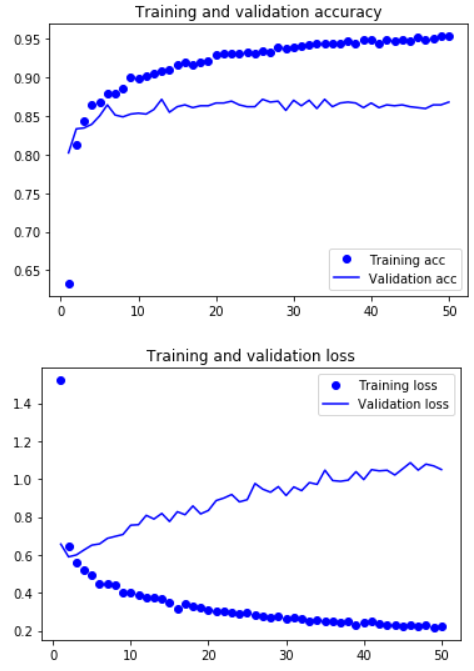 Training and validation accuracy
0.95
0.90
0.85
0.80
0.75
0.70
0.65
Training acc
Validation acc
0 10 20 30 40 50
Training and validation loss
Training loss
Validation loss
1.4
1.2
1.0
0.8
0.6
0.4
0.2
0 10 20 30 40 50